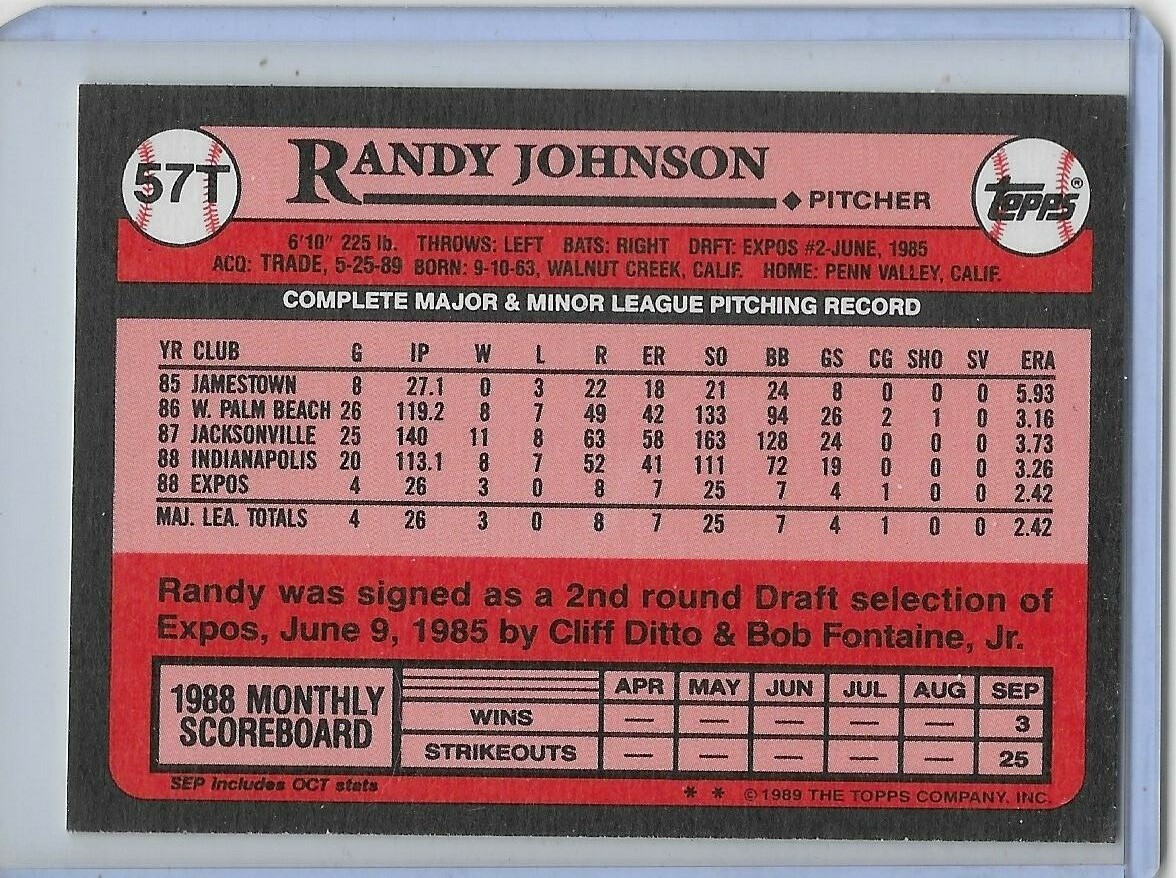 57T
RANDY JOHNSON
◆ PITCHER
Topps®
6'10" 225 lb. THROWS: LEFT BATS: RIGHT DRFT: EXPOS #2-JUNE, 1985
ACQ: TRADE, 5-25-89 BORN: 9-10-63, WALNUT CREEK, CALIF. HOME: PENN VALLEY, CALIF.
COMPLETE MAJOR & MINOR LEAGUE PITCHING RECORD
YR CLUB G IP W L R ER SO BB GS CG SHO SV ERA
85 JAMESTOWN 8 27.1 0 3 22 18 21 24 8 0 0 0 5.93
86 W. PALM BEACH 26 119.2 8 7 49 42 133 94 26 2 1 0 3.16
87 JACKSONVILLE 25 140 11 8 63 58 163 128 24 0 0 0 3.73
88 INDIANAPOLIS 20 113.1 8 7 52 41 111 72 19 0 0 0 3.26
88 EXPOS 4 26 3 0 8 7 25 7 4 1 0 0 2.42
MAJ. LEA. TOTALS 4 26 3 0 8 7 25 7 4 1 0 0 2.42
Randy was signed as a 2nd round Draft selection of
Expos, June 9, 1985 by Cliff Ditto & Bob Fontaine, Jr.
1988 MONTHLY
SCOREBOARD
APR MAY JUN JUL AUG SEP
WINS — — — — — 3
STRIKEOUTS — — — — — 25
SEP includes OCT stats
* * ©1989 THE TOPPS COMPANY, INC.